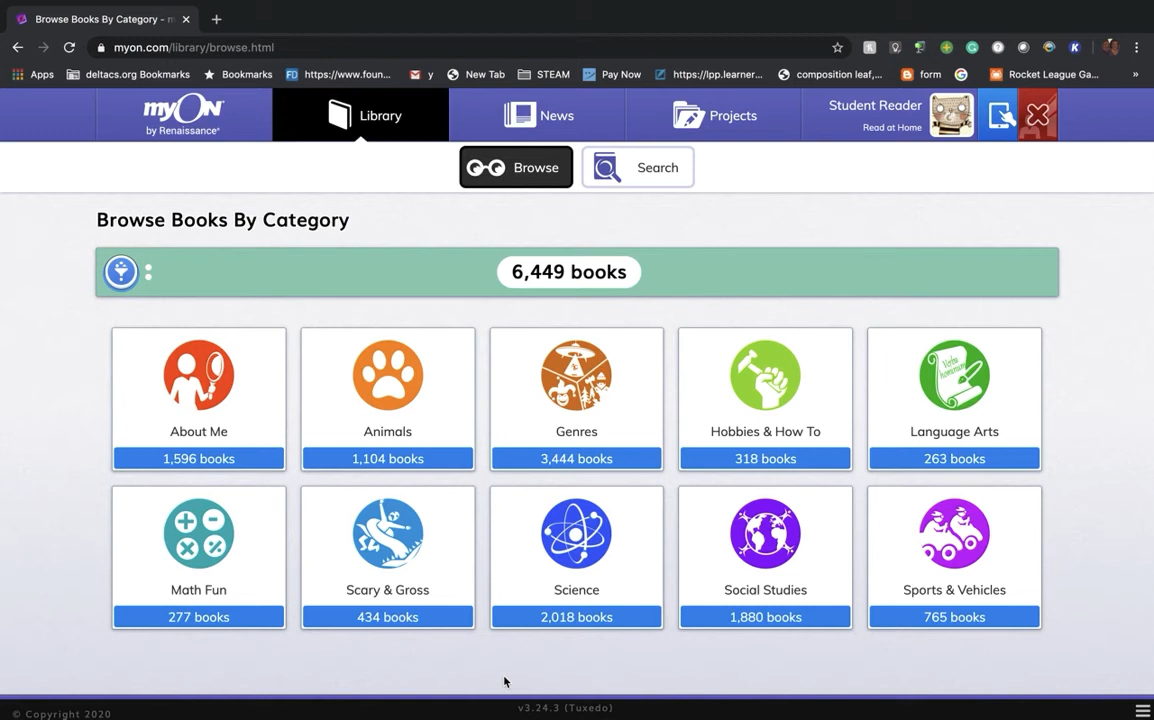 Browse Books By Category - m
myon.com/library/browse.html
Apps
deltacs.org Bookmarks
Bookmarks
FD
https://www.foun...
y
New Tab
STEAM
Pay Now
https://lpp.learner...
composition leaf,...
form
Rocket League Ga...
»
myON
by Renaissance®
Library
News
Projects
Student Reader
Read at Home
Browse
Search
Browse Books By Category
:
6,449 books
About Me
1,596 books
Animals
1,104 books
Genres
3,444 books
Hobbies & How To
318 books
Verba
hominum
Language Arts
263 books
Math Fun
277 books
Scary & Gross
434 books
Science
2,018 books
Social Studies
1,880 books
Sports & Vehicles
765 books
© Copyright 2020
v3.24.3 (Tuxedo)